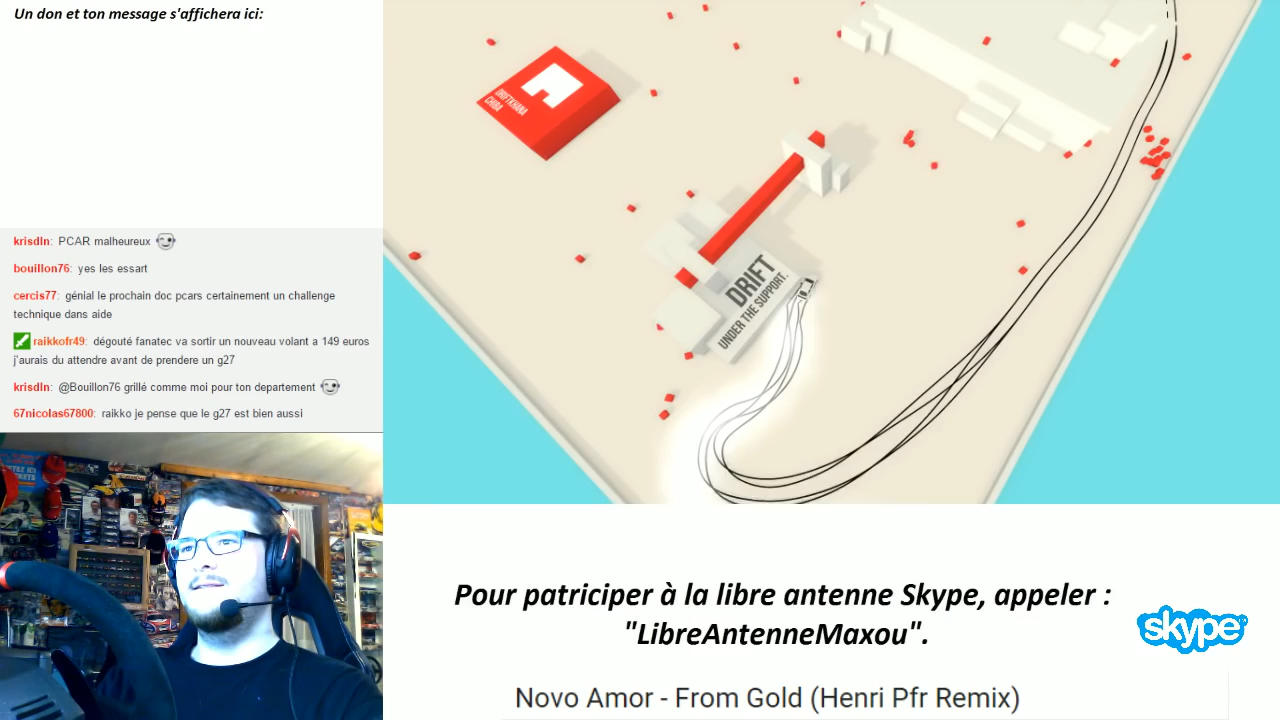 Un don et ton message s'affichera ici:
krisdln: PCAR malheureux
bouillon76: yes les essart
cercis77: génial le prochain doc pcars certainement un challenge
technique dans aide
raikkofr49: dégouté fanatec va sortir un nouveau volant a 149 euros
j'aurais du attendre avant de prendere un g27
krisdln: @Bouillon76 grillé comme moi pour ton departement
67nicolas67800: raikko je pense que le g27 est bien aussi
DRIFTKHANA
CHIBA
DRIFT
UNDER THE SUPPORT.
Pour patriciper à la libre antenne Skype, appeler :
"LibreAntenneMaxou".
skype
Novo Amor - From Gold (Henri Pfr Remix)